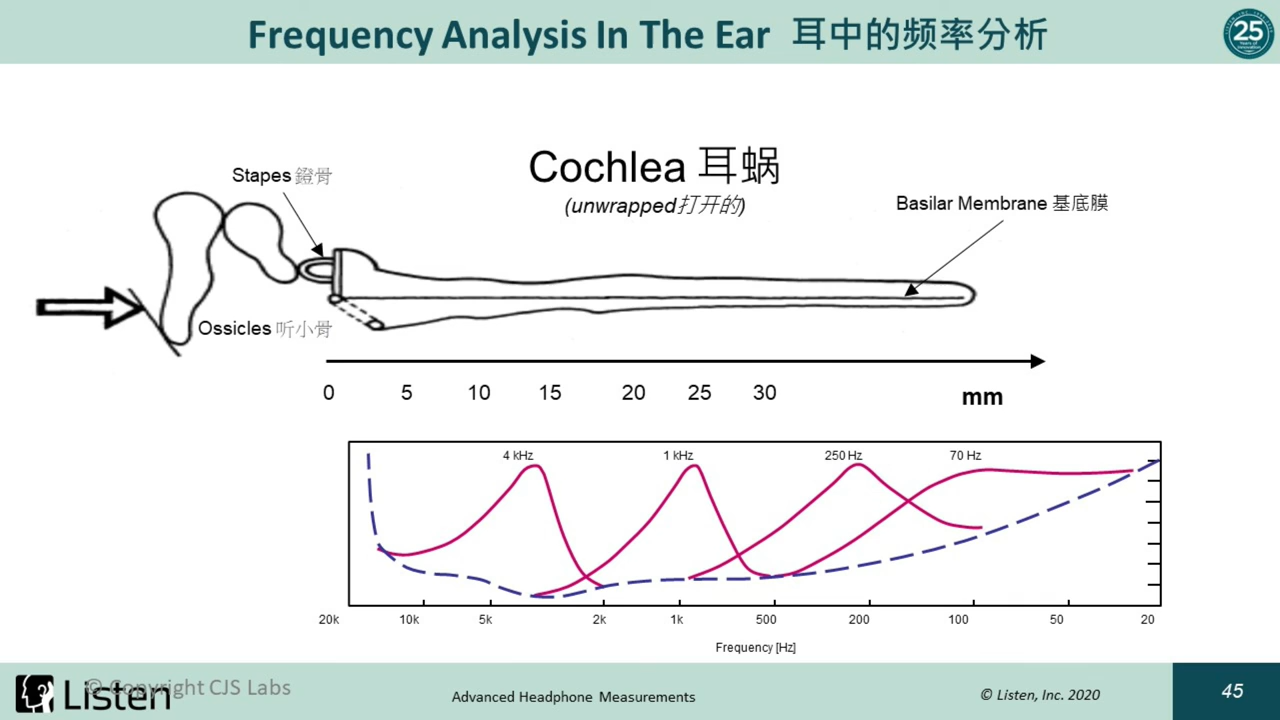 Frequency Analysis In The Ear 耳中的频率分析
25
Cochlea 耳蜗
(unwrapped打开的)
Stapes 鐙骨
Basilar Membrane 基底膜
Ossicles 听小骨
0 5 10 15 20 25 30 mm
4 kHz 1 kHz 250 Hz 70 Hz
20k 10k 5k 2k 1k 500 200 100 50 20
Frequency [Hz]
Listen
© Copyright CJS Labs
Advanced Headphone Measurements
© Listen, Inc. 2020
45